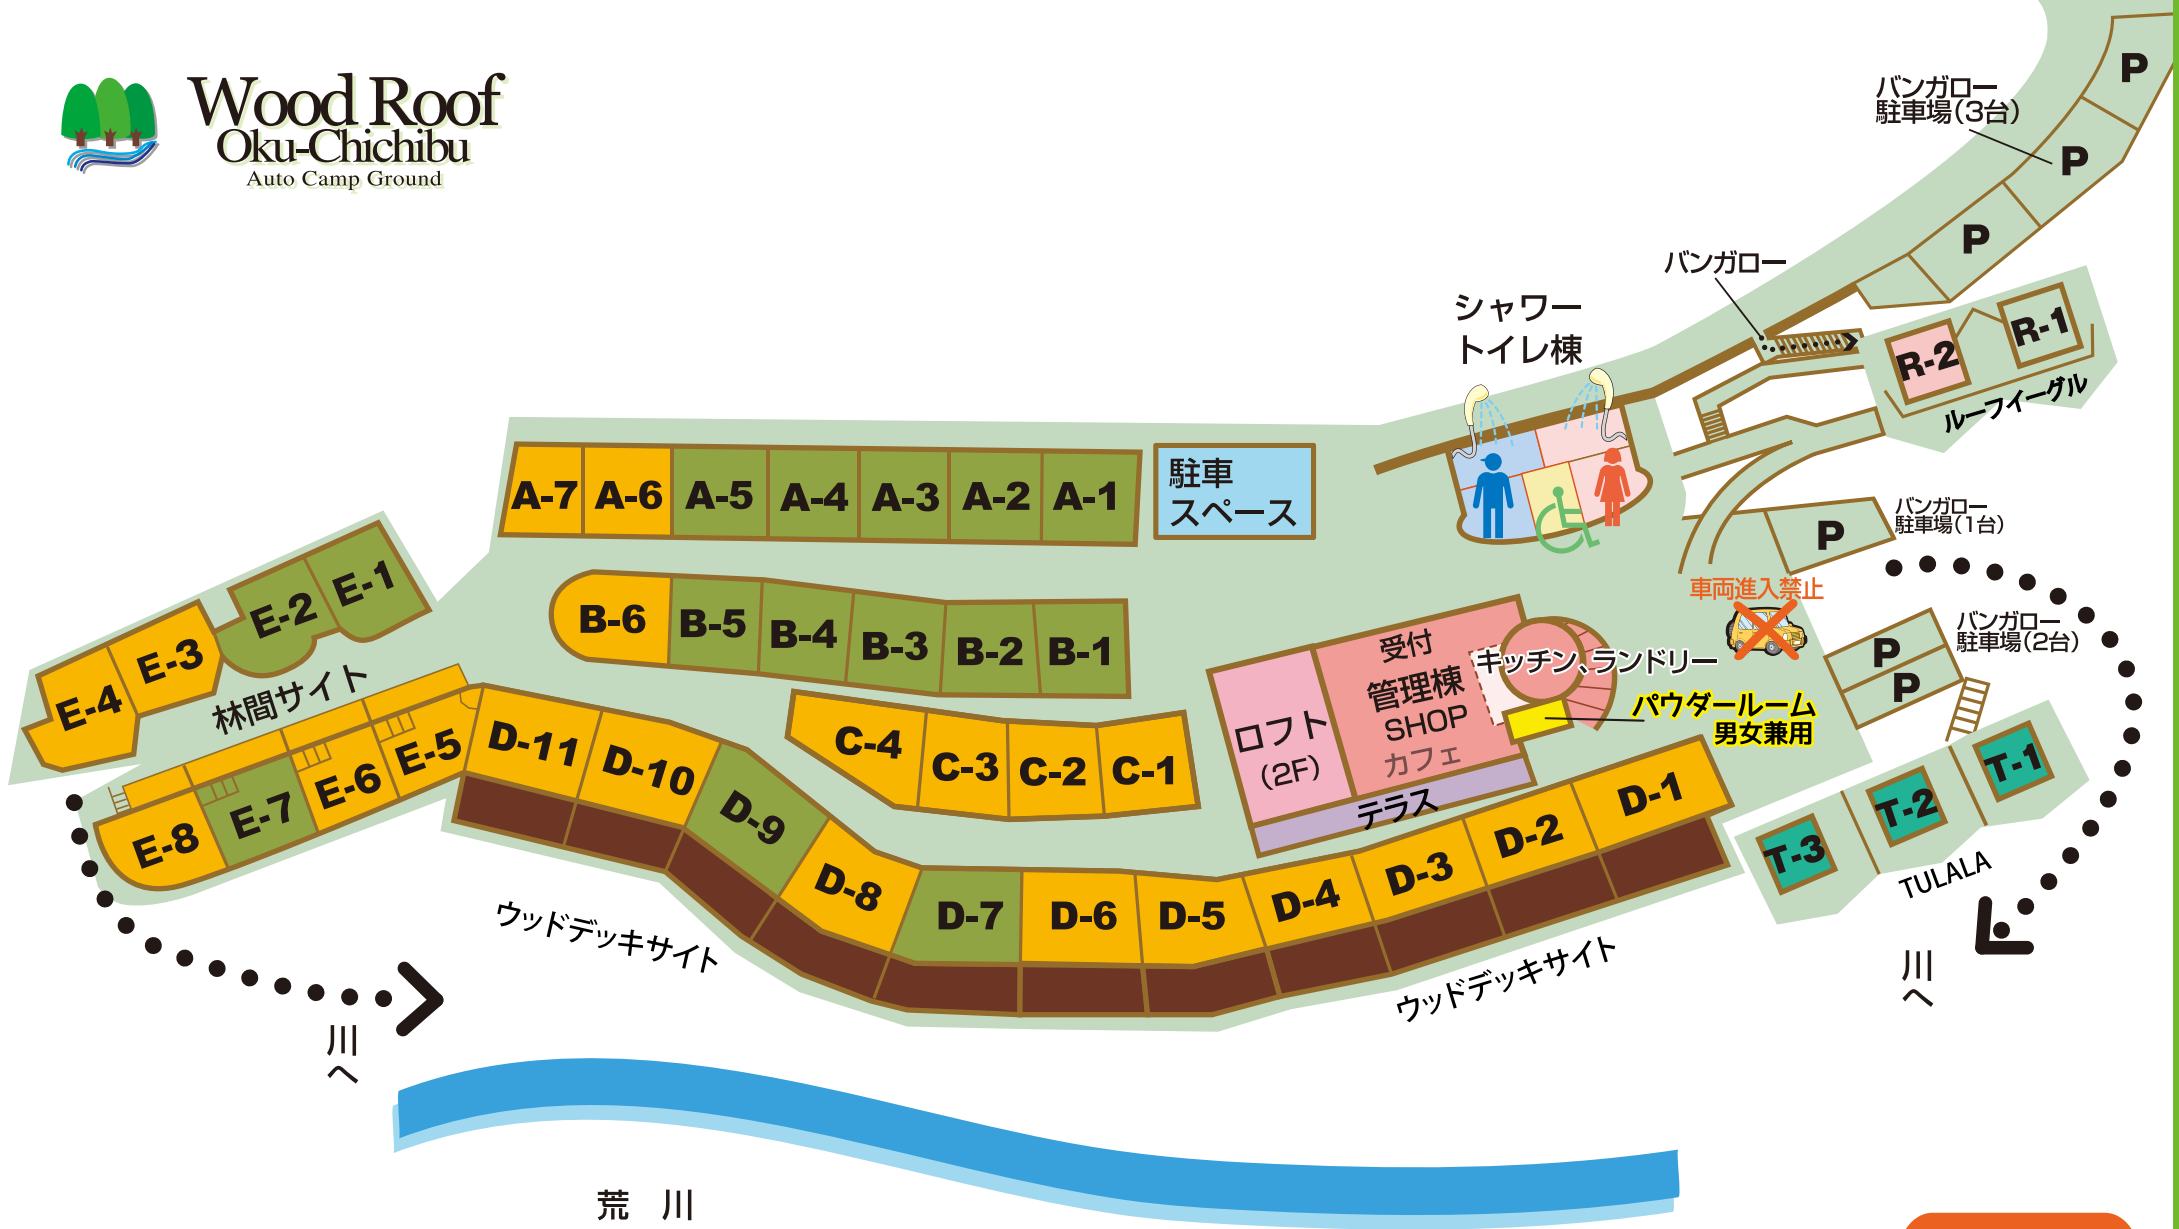 Wood Roof
Oku-Chichibu
Auto Camp Ground
P
バンガロー
駐車場(3台)
P
P
バンガロー
シャワー
トイレ棟
R-1
R-2
ルーフイーグル
A-7
A-6
A-5
A-4
A-3
A-2
A-1
駐車
スペース
バンガロー
駐車場(1台)
P
車両進入禁止
E-1
E-2
E-3
E-4
林間サイト
B-6
B-5
B-4
B-3
B-2
B-1
受付
管理棟
SHOP
カフェ
キッチン、ランドリー
パウダールーム
男女兼用
ロフト
(2F)
テラス
バンガロー
駐車場(2台)
P
P
C-4
C-3
C-2
C-1
E-5
E-6
E-7
E-8
D-11
D-10
D-9
D-8
D-7
D-6
D-5
D-4
D-3
D-2
D-1
T-1
T-2
T-3
TULALA
ウッドデッキサイト
ウッドデッキサイト
川へ
川へ
荒川